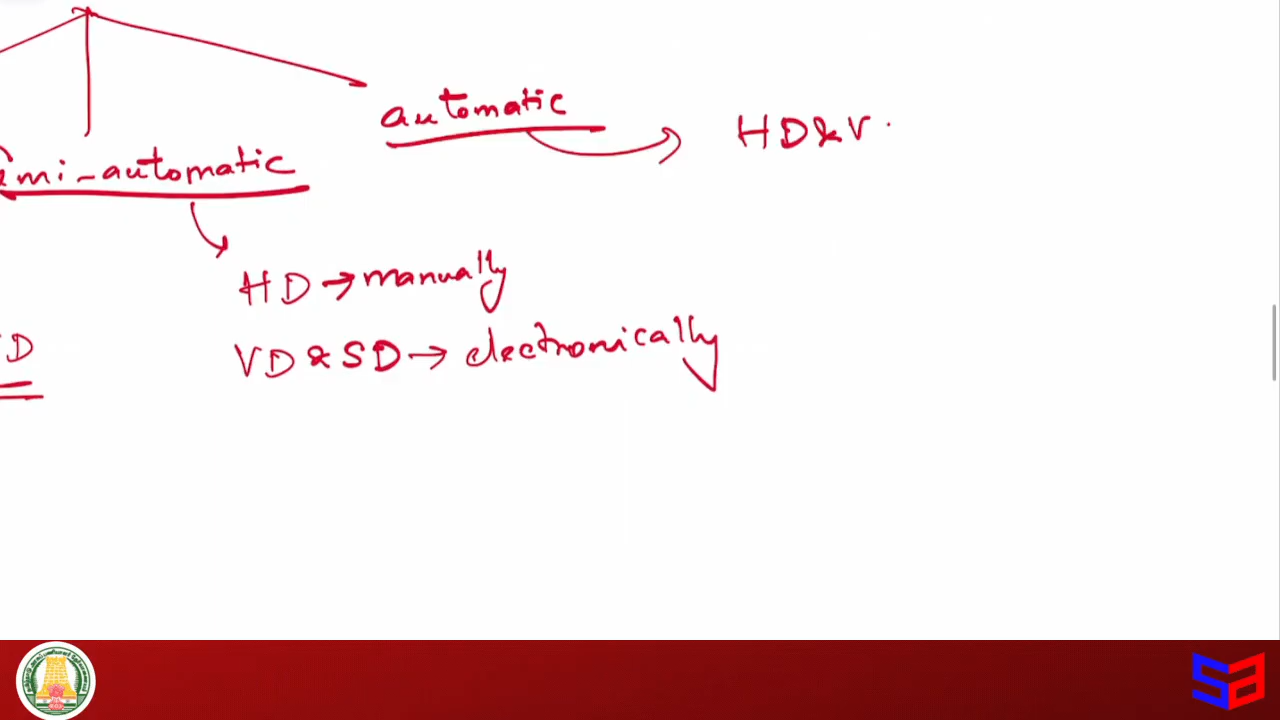 automatic
HD & V
emi-automatic
HD → manually
VD & SD → electronically
D